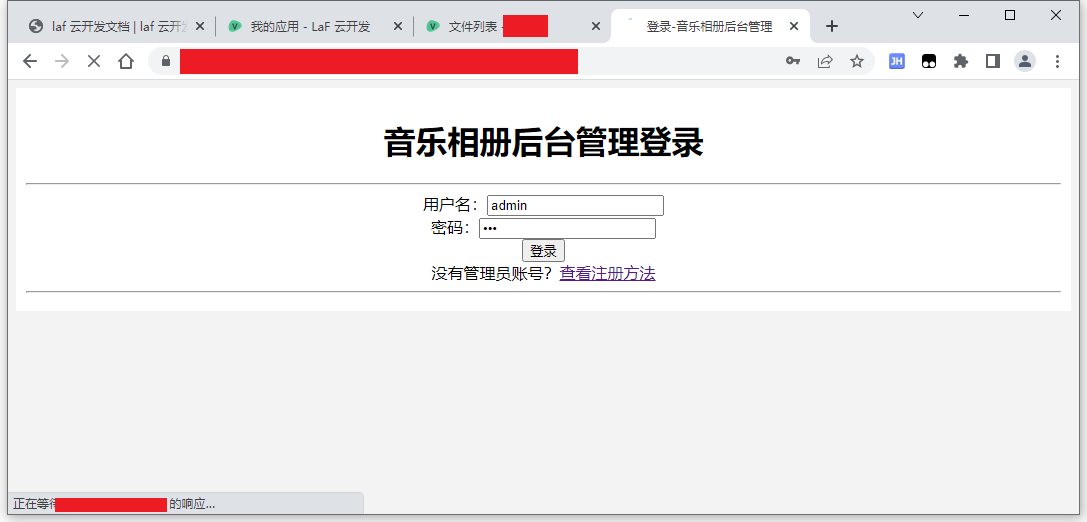 laf 云开发文档 | laf 云开
我的应用 - LaF 云开发
文件列表 -
登录-音乐相册后台管理
JH
音乐相册后台管理登录
用户名：admin
密码：•••
登录
没有管理员账号？查看注册方法
正在等待 的响应...